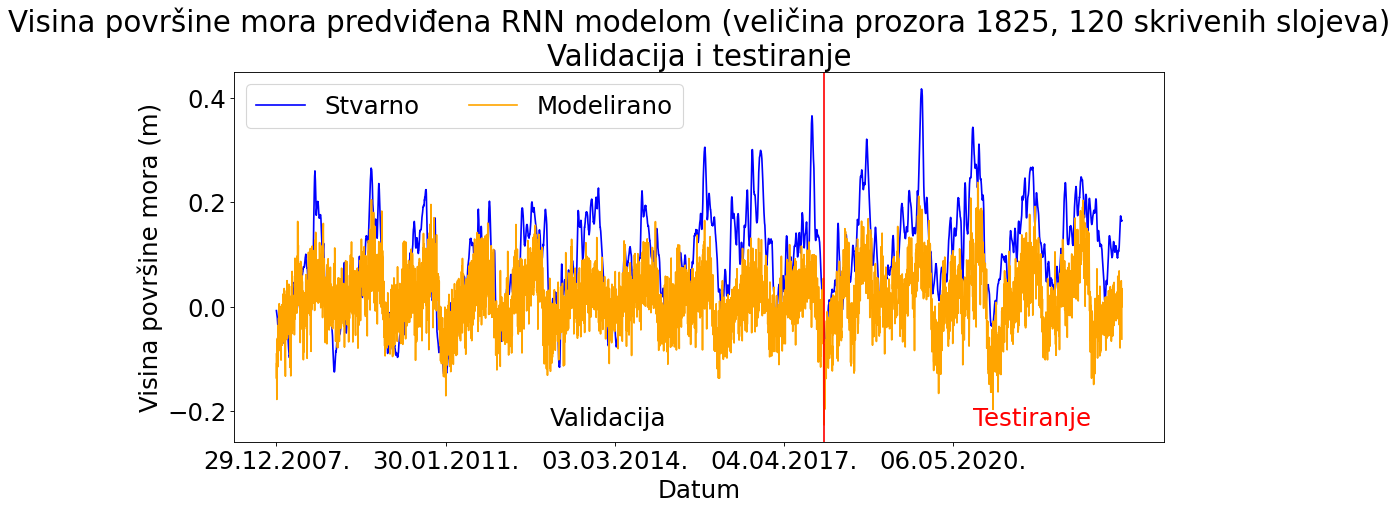 Visina površine mora predviđena RNN modelom (veličina prozora 1825, 120 skrivenih slojeva)
Validacija i testiranje
Stvarno Modelirano
Visina površine mora (m)
0.4
0.2
0.0
−0.2
Validacija Testiranje
29.12.2007. 30.01.2011. 03.03.2014. 04.04.2017. 06.05.2020.
Datum